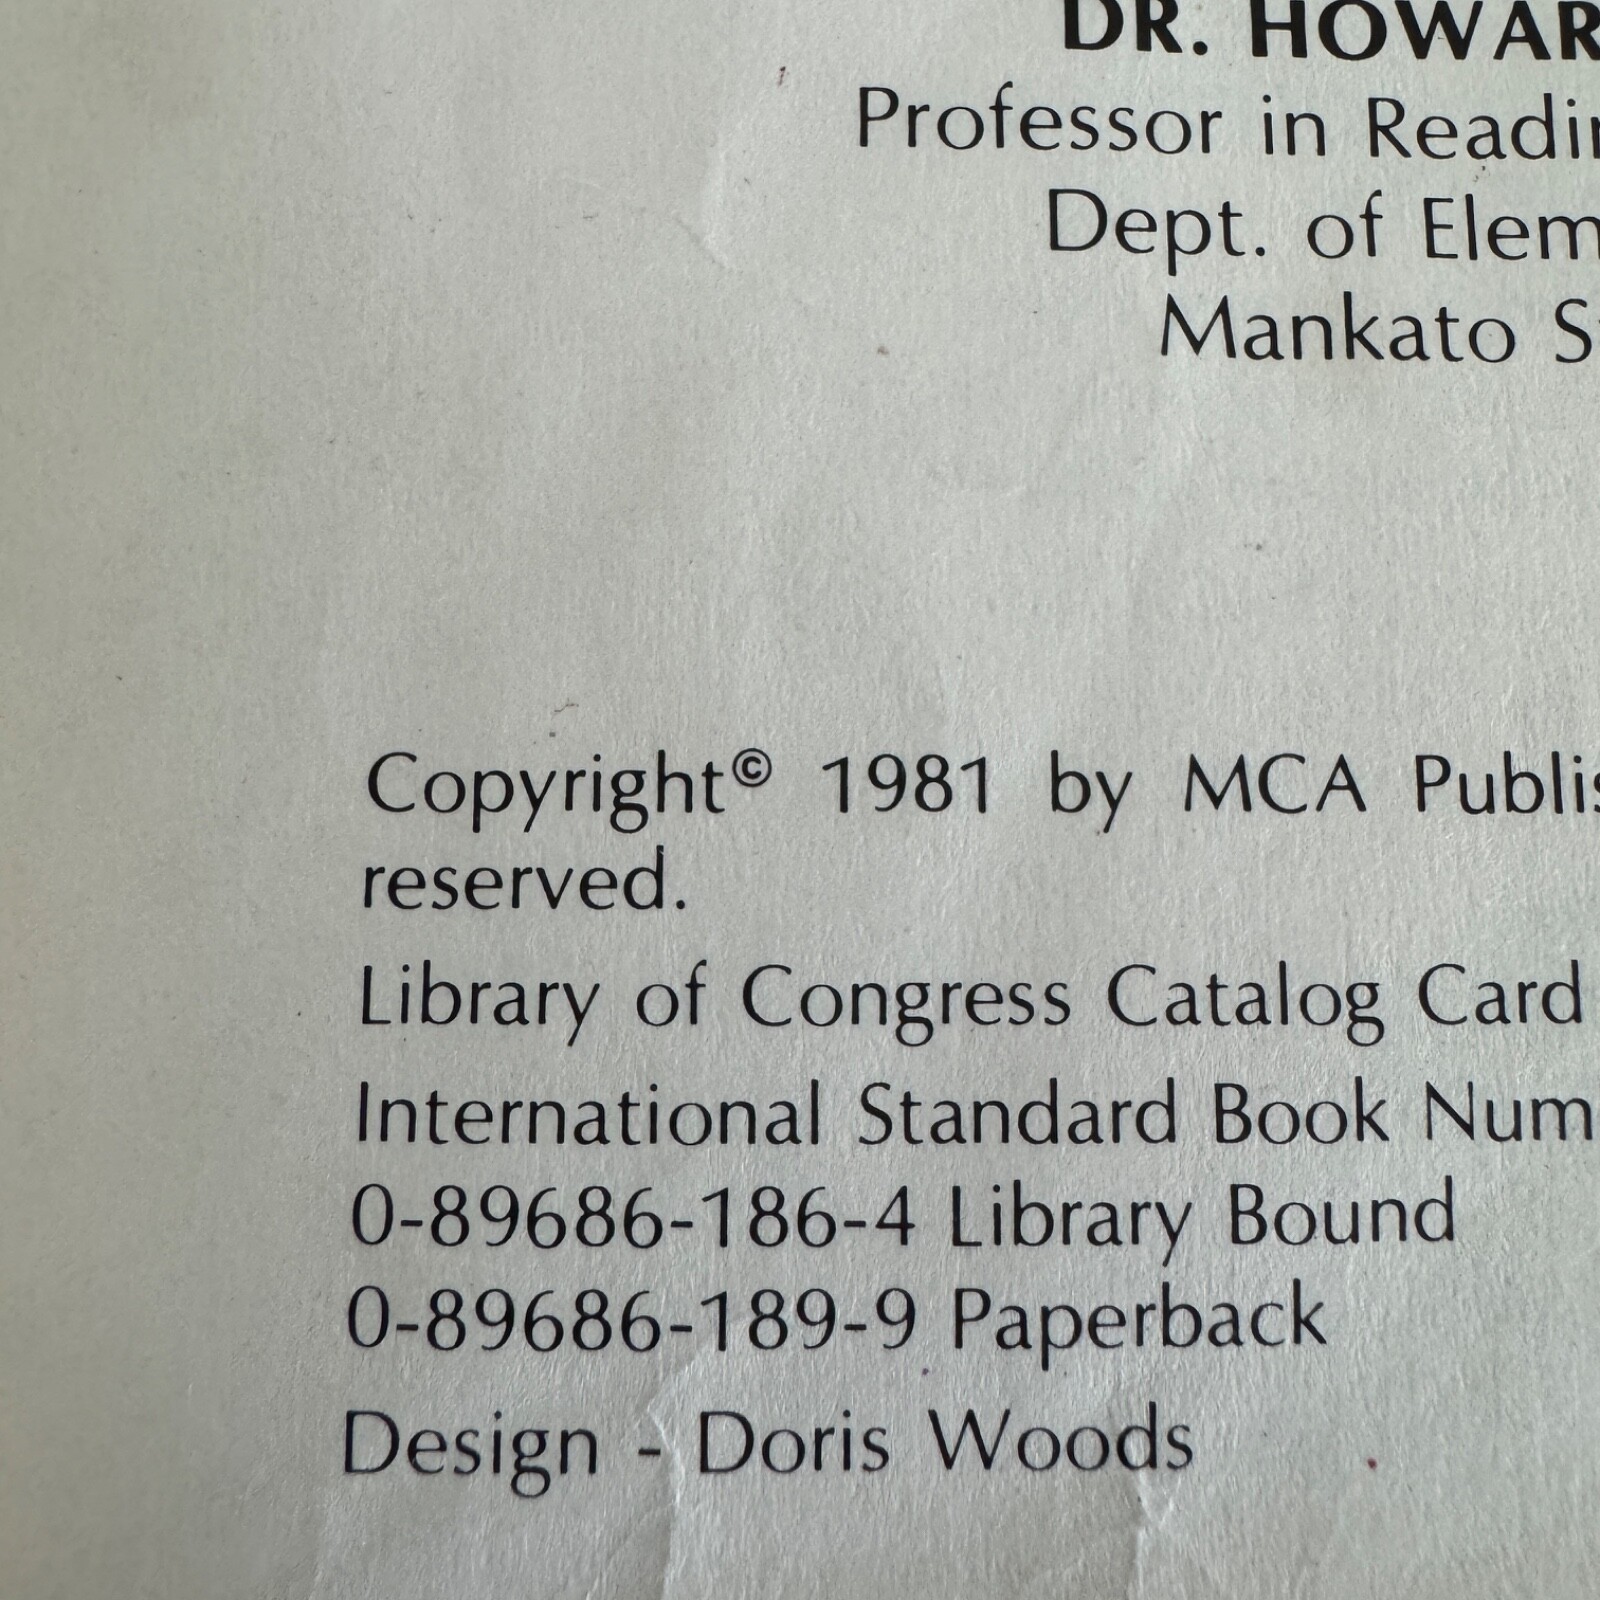 DR. HOWAR
Professor in Readin
Dept. of Elem
Mankato S
Copyright© 1981 by MCA Publis
reserved.
Library of Congress Catalog Card
International Standard Book Num
0-89686-186-4 Library Bound
0-89686-189-9 Paperback
Design - Doris Woods